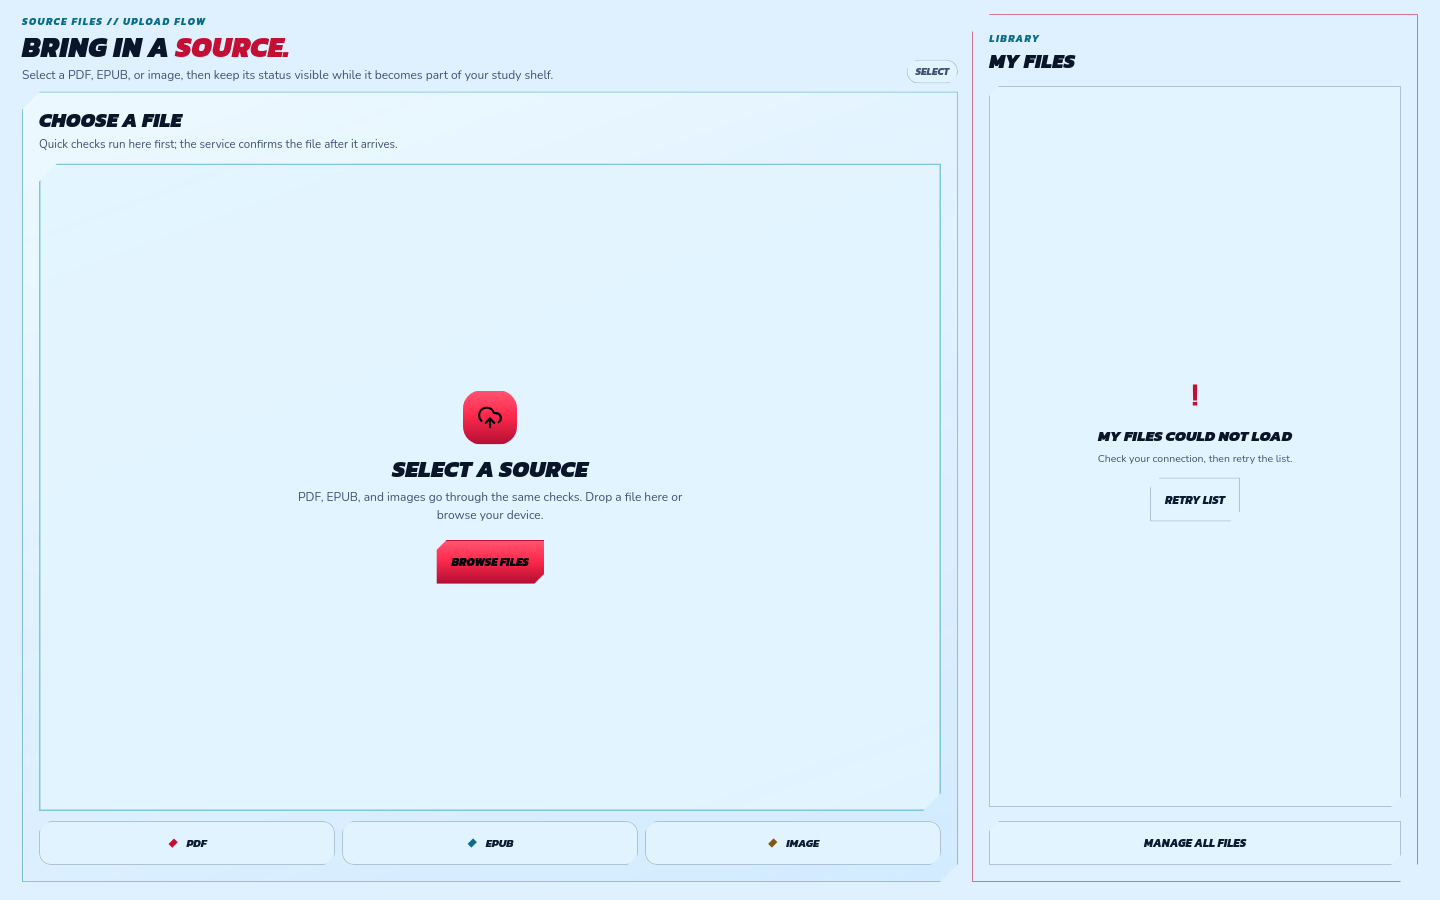 SOURCE FILES // UPLOAD FLOW
BRING IN A SOURCE.
Select a PDF, EPUB, or image, then keep its status visible while it becomes part of your study shelf.
SELECT
CHOOSE A FILE
Quick checks run here first; the service confirms the file after it arrives.
SELECT A SOURCE
PDF, EPUB, and images go through the same checks. Drop a file here or
browse your device.
BROWSE FILES
PDF
EPUB
IMAGE
LIBRARY
MY FILES
!
MY FILES COULD NOT LOAD
Check your connection, then retry the list.
RETRY LIST
MANAGE ALL FILES